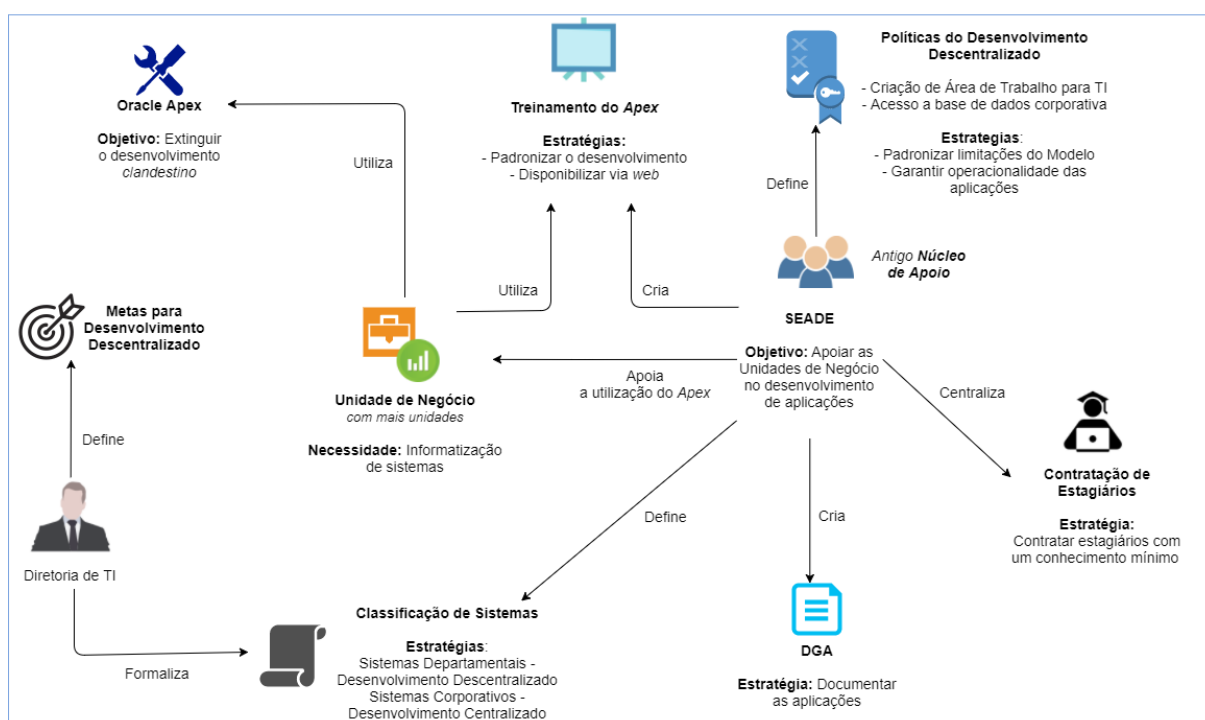 Oracle Apex
Objetivo: Extinguir
o desenvolvimento
clandestino
Utiliza
Treinamento do Apex
Estratégias:
- Padronizar o desenvolvimento
- Disponibilizar via web
Políticas do Desenvolvimento
Descentralizado
- Criação de Área de Trabalho para TI
- Acesso a base de dados corporativa
Estrategias:
- Padronizar limitações do Modelo
- Garantir operacionalidade das
aplicações
Define
Antigo Núcleo
de Apoio
Utiliza
Cria
SEADE
Objetivo: Apoiar as
Unidades de Negócio
no desenvolvimento
de aplicações
Metas para
Desenvolvimento
Descentralizado
Unidade de Negócio
com mais unidades
Necessidade: Informatização
de sistemas
Apoia
a utilização do Apex
Centraliza
Contratação de
Estagiários
Estratégia:
Contratar estagiários com
um conhecimento mínimo
Define
Diretoria de TI
Formaliza
Define
Cria
Classificação de Sistemas
Estratégias:
Sistemas Departamentais -
Desenvolvimento Descentralizado
Sistemas Corporativos -
Desenvolvimento Centralizado
DGA
Estratégia: Documentar
as aplicações